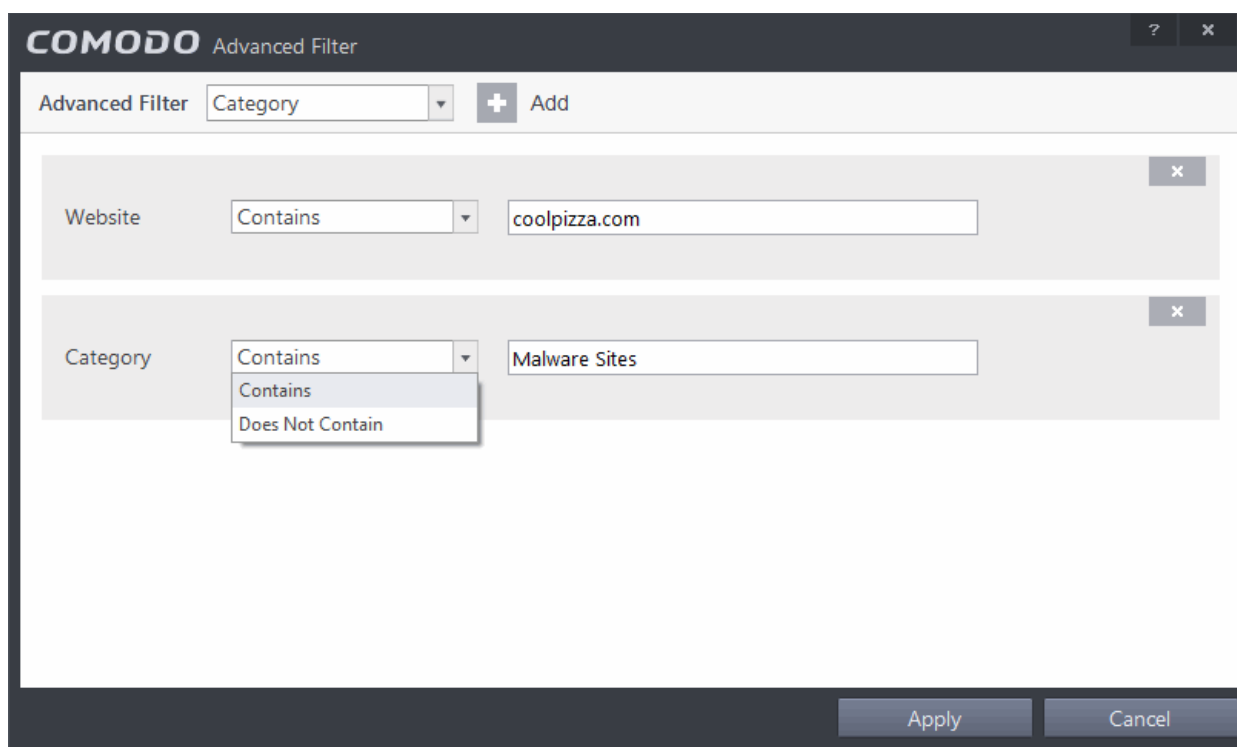 COMODO Advanced Filter ? ×
Advanced Filter Category + Add
×
Website Contains coolpizza.com
×
Category Contains Malware Sites
Contains
Does Not Contain
Apply Cancel